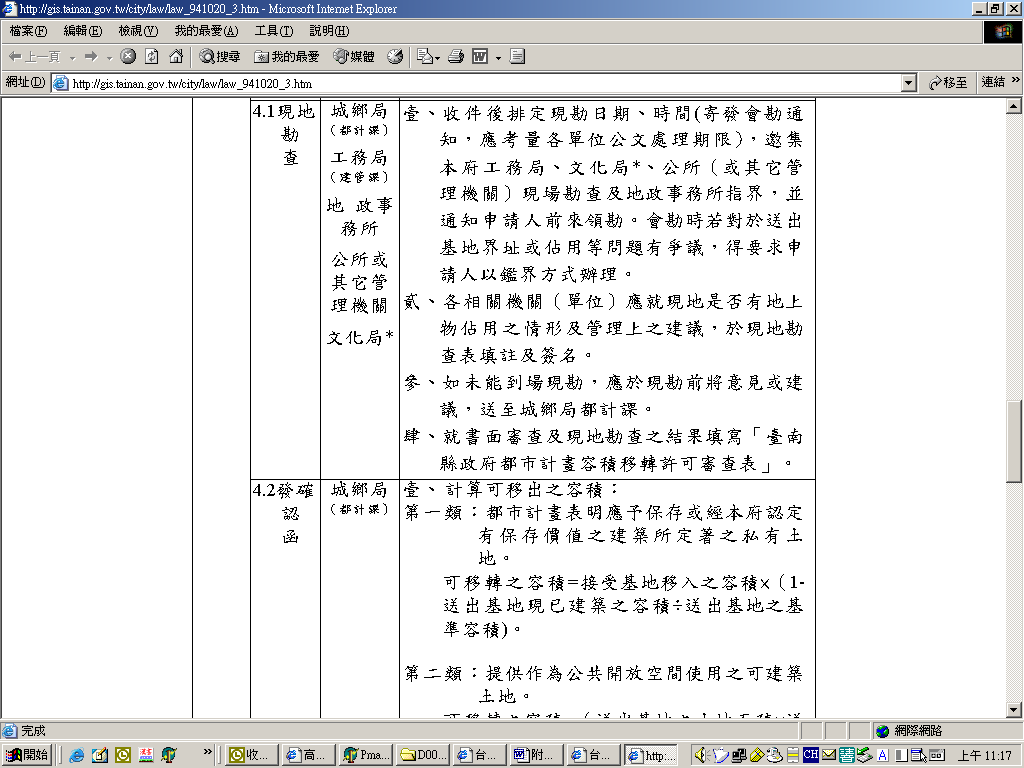 http://gis.tainan.gov.tw/city/law/law_941020_3.htm - Microsoft Internet Explorer
檔案(F) 編輯(E) 檢視(V) 我的最愛(A) 工具(T) 說明(H)
上一頁 搜尋 我的最愛 媒體
網址(D) http://gis.tainan.gov.tw/city/law/law_941020_3.htm 移至 連結 »
4.1現地
勘
查
城鄉局
(都計課)
工務局
(建管課)
地 政事
務所
公所或
其它管
理機關
文化局*
壹、收件後排定現勘日期、時間(寄發會勘通
知，應考量各單位公文處理期限)，邀集
本府工務局、文化局*、公所（或其它管
理機關）現場勘查及地政事務所指界，並
通知申請人前來領勘。會勘時若對於送出
基地界址或佔用等問題有爭議，得要求申
請人以鑑界方式辦理。
貳、各相關機關（單位）應就現地是否有地上
物佔用之情形及管理上之建議，於現地勘
查表填註及簽名。
參、如未能到場現勘，應於現勘前將意見或建
議，送至城鄉局都計課。
肆、就書面審查及現地勘查之結果填寫「臺南
縣政府都市計畫容積移轉許可審查表」。
4.2發確
認
函
城鄉局
(都計課)
壹、計算可移出之容積：
第一類：都市計畫表明應予保存或經本府認定
有保存價值之建築所定著之私有土
地。
可移轉之容積=接受基地移入之容積×（1-
送出基地現已建築之容積÷送出基地之基
準容積)。
第二類：提供作為公共開放空間使用之可建築
土地。
完成 網際網路
開始 » 收... 高... Pma... D00... 台... 附... 台... http:... CH 上午 11:17